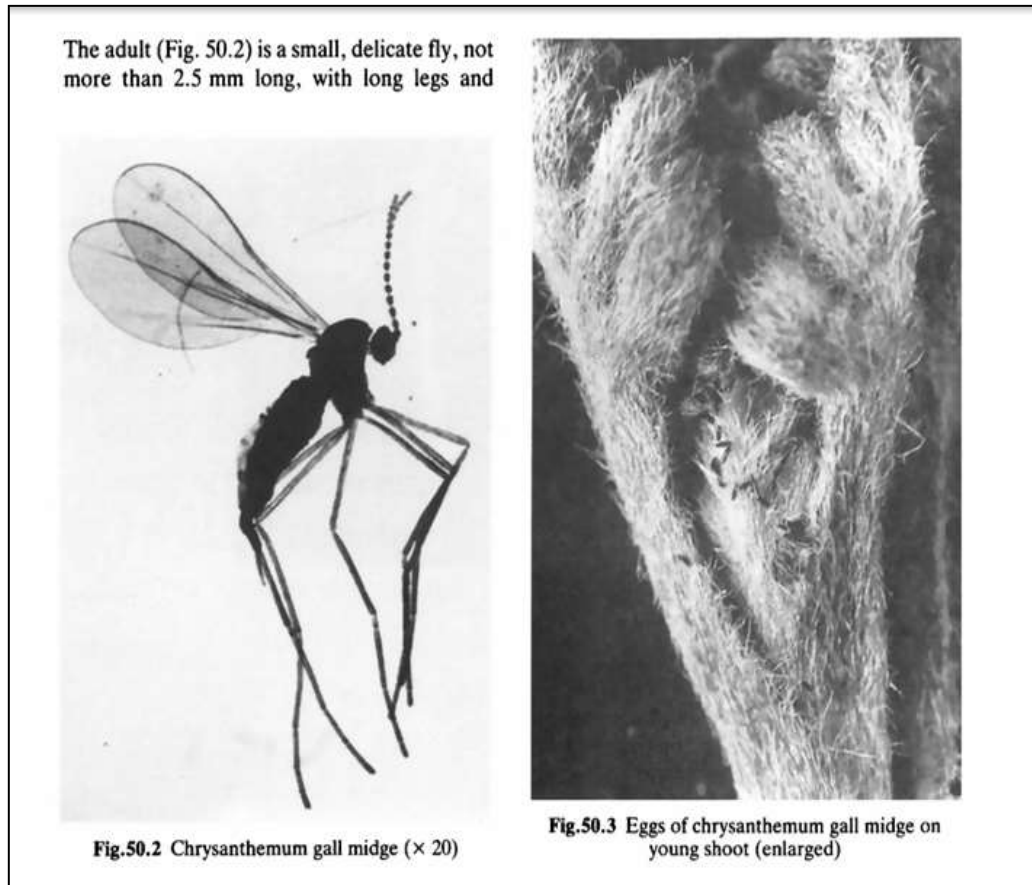 The adult (Fig. 50.2) is a small, delicate fly, not
more than 2.5 mm long, with long legs and
Fig.50.2 Chrysanthemum gall midge (× 20)
Fig.50.3 Eggs of chrysanthemum gall midge on
young shoot (enlarged)